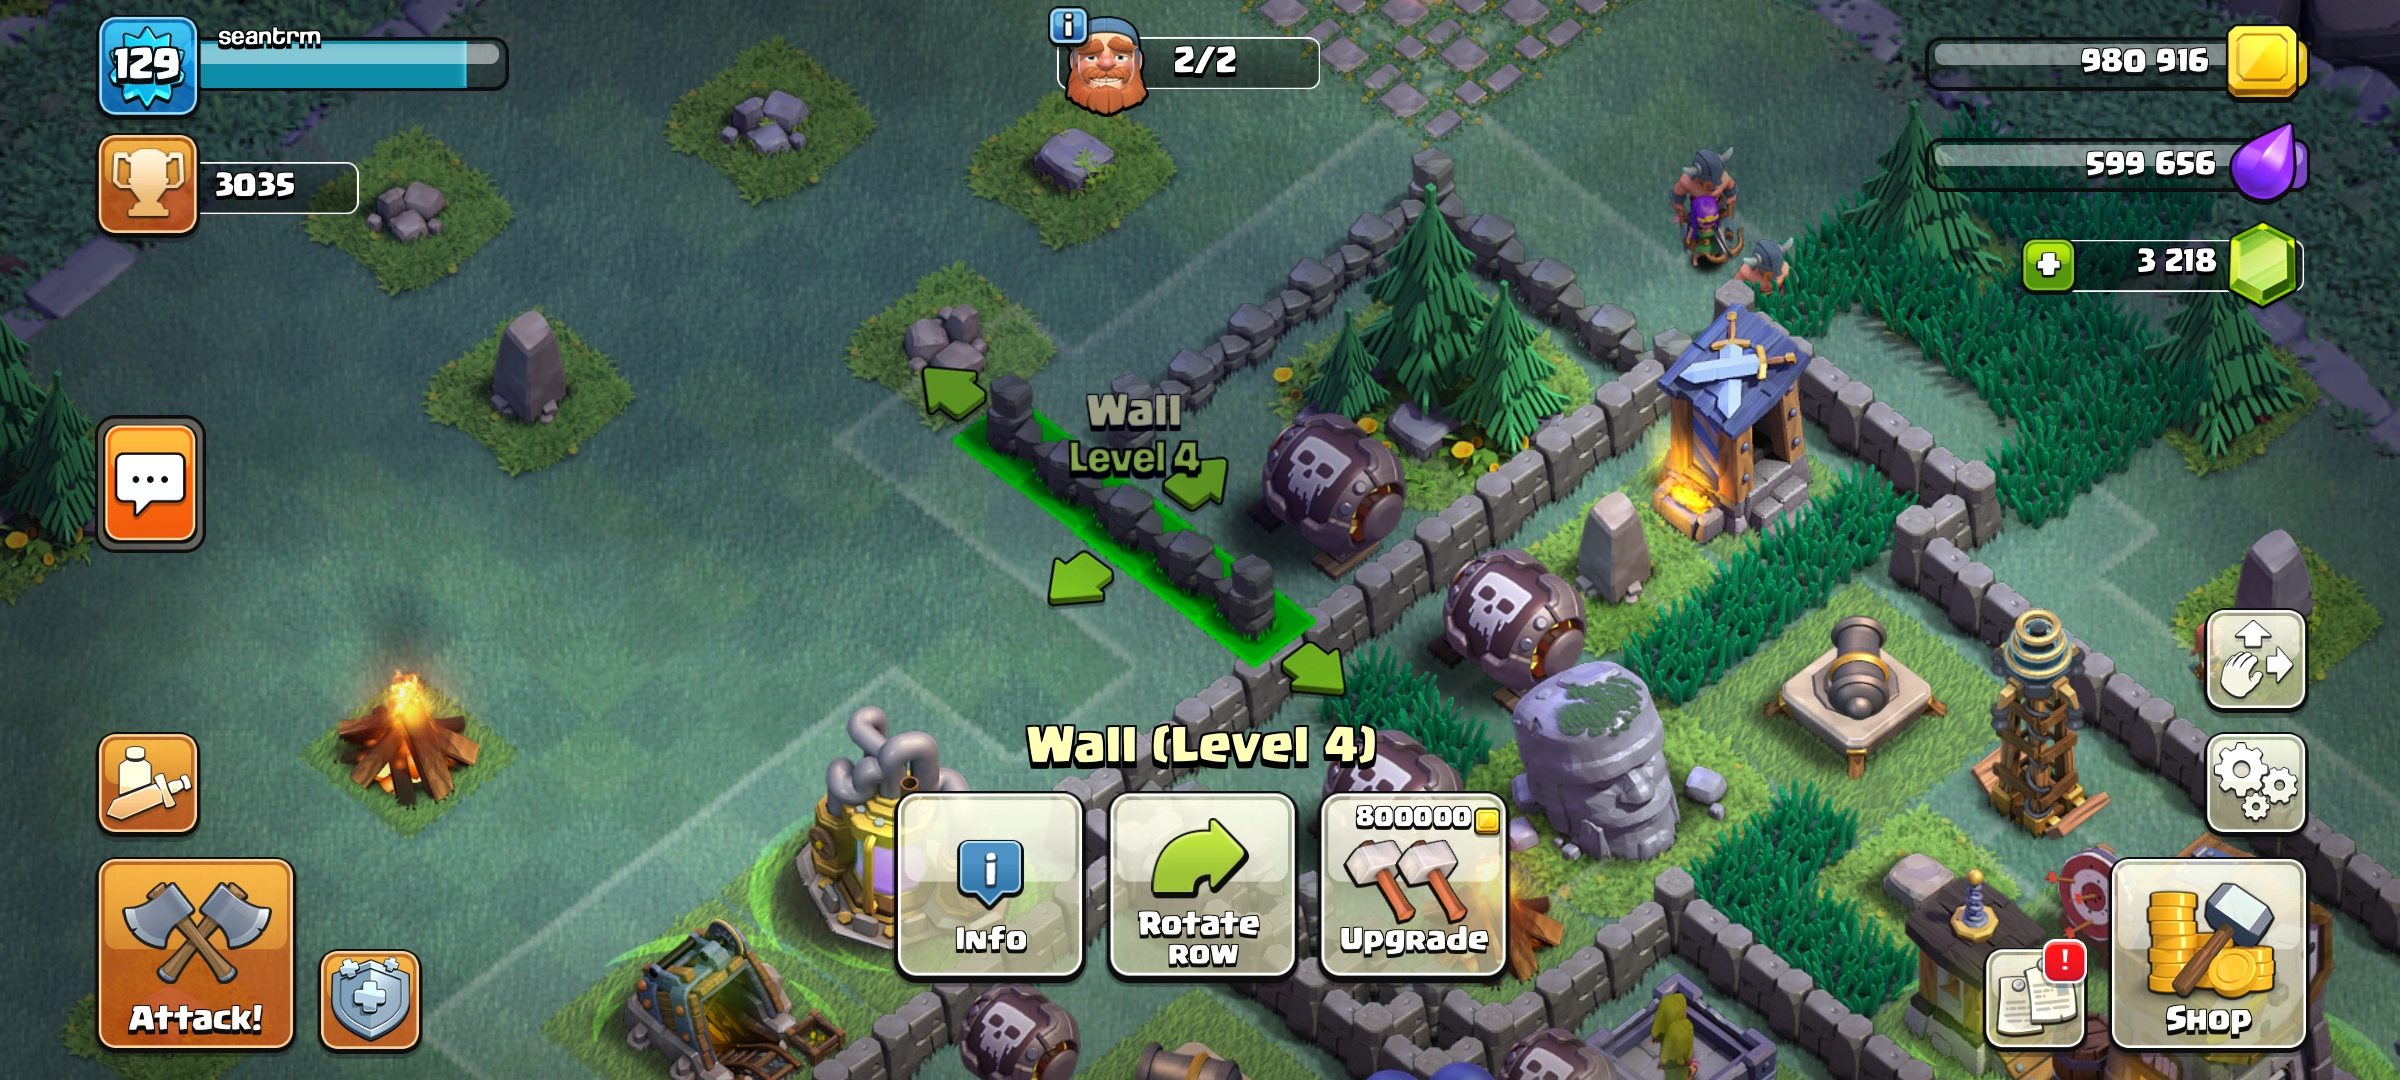 129
seantrm
2/2
980 916
3035
599 656
3 218
Wall
Level 4
Wall (Level 4)
Info
Rotate
ROW
800000
Upgrade
Attack!
!
Shop